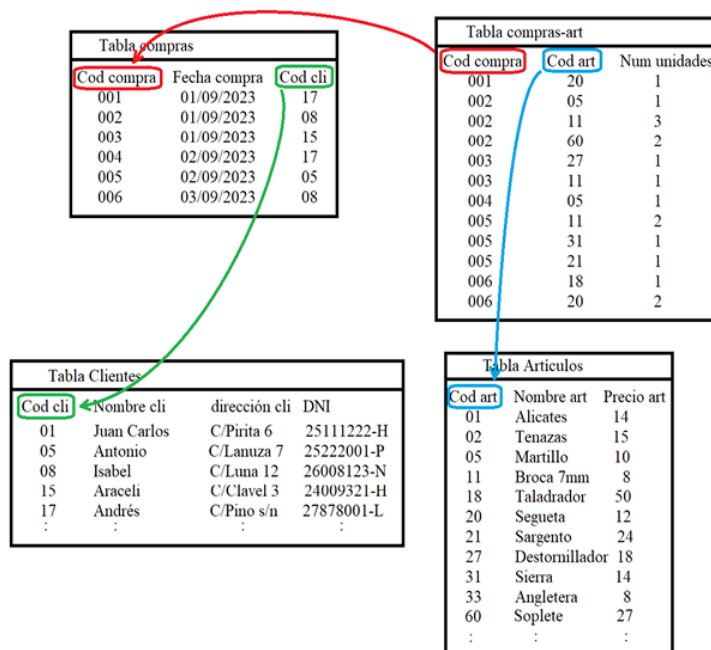 Tabla compras
Cod compra Fecha compra Cod cli
001 01/09/2023 17
002 01/09/2023 08
003 01/09/2023 15
004 02/09/2023 17
005 02/09/2023 05
006 03/09/2023 08
Tabla compras-art
Cod compra Cod art Num unidades
001 20 1
002 05 1
002 11 3
002 60 2
003 27 1
003 11 1
004 05 1
005 11 2
005 31 1
005 21 1
006 18 1
006 20 2
Tabla Clientes
Cod cli Nombre cli dirección cli DNI
01 Juan Carlos C/Pirita 6 25111222-H
05 Antonio C/Lanuza 7 25222001-P
08 Isabel C/Luna 12 26008123-N
15 Araceli C/Clavel 3 24009321-H
17 Andrés C/Pino s/n 27878001-L
: : : :
Tabla Artículos
Cod art Nombre art Precio art
01 Alicates 14
02 Tenazas 15
05 Martillo 10
11 Broca 7mm 8
18 Taladrador 50
20 Segueta 12
21 Sargento 24
27 Destornillador 18
31 Sierra 14
33 Angletera 8
60 Soplete 27
: : :